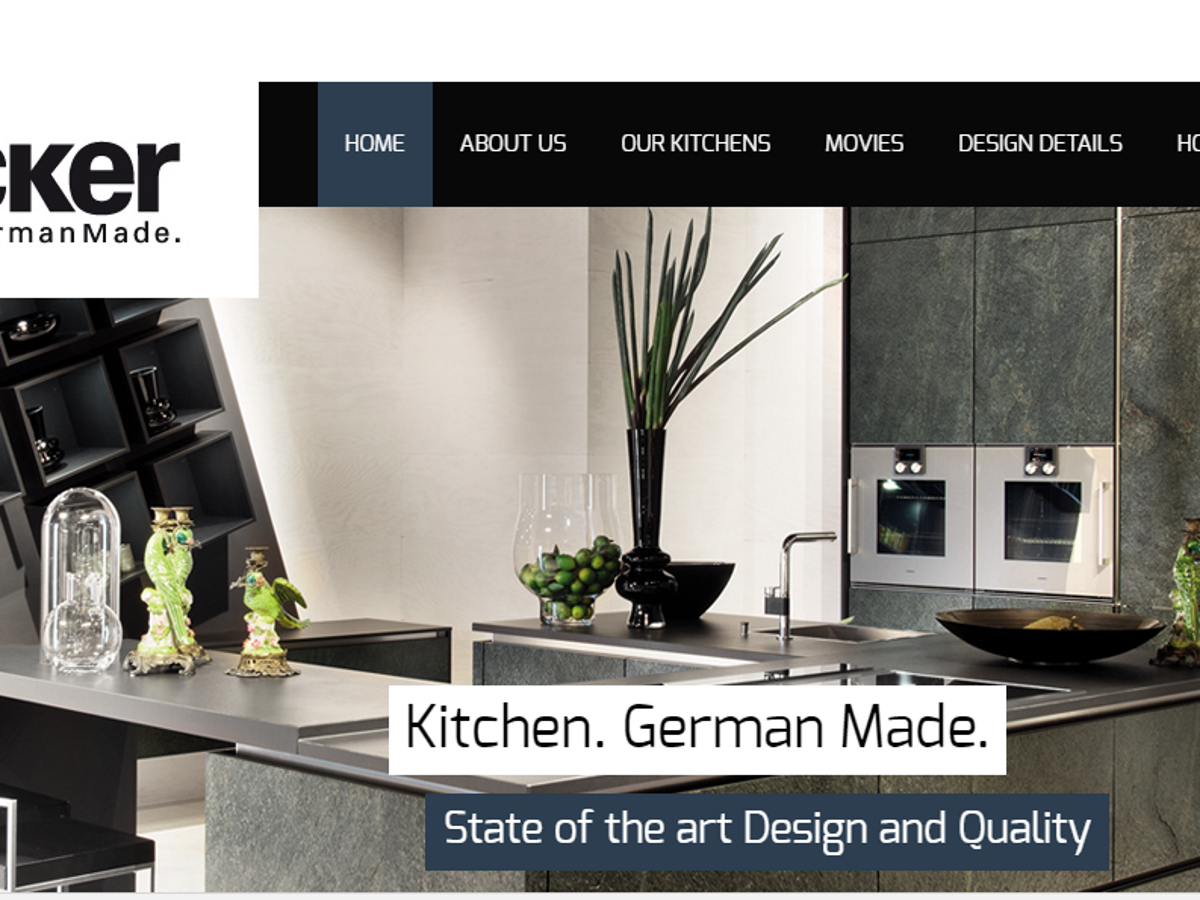 cker
rmanMade.
HOME ABOUT US OUR KITCHENS MOVIES DESIGN DETAILS HO
Kitchen. German Made.
State of the art Design and Quality